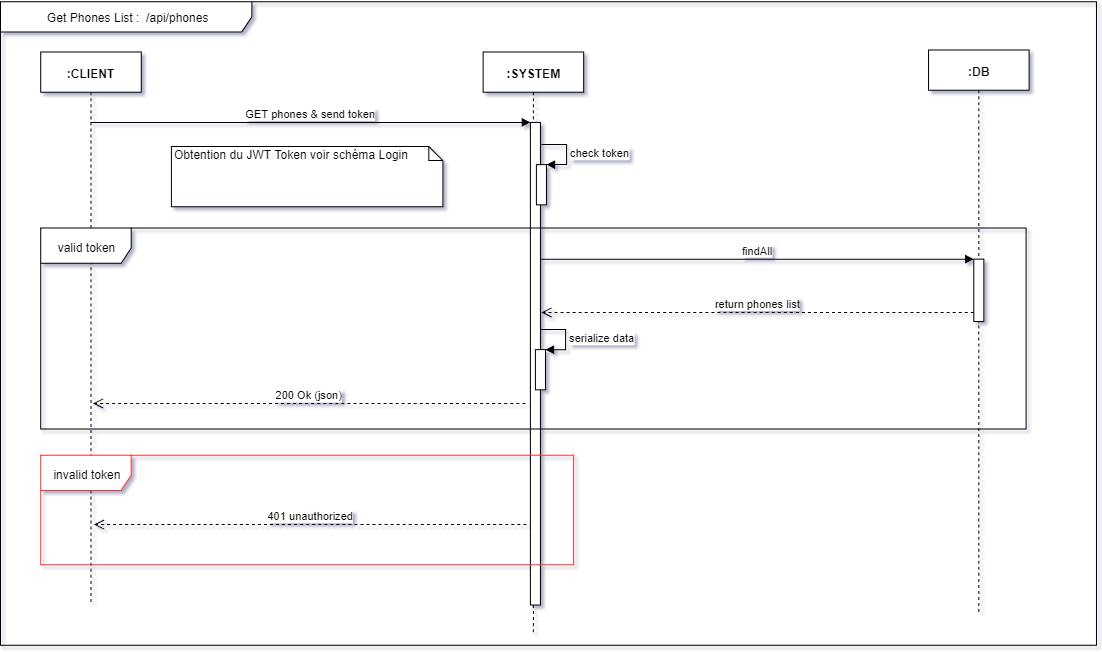 Get Phones List :  /api/phones
:CLIENT
:SYSTEM
:DB
GET phones & send token
check token
Obtention du JWT Token voir schéma Login
valid token
findAll
return phones list
serialize data
200 Ok (json)
invalid token
401 unauthorized